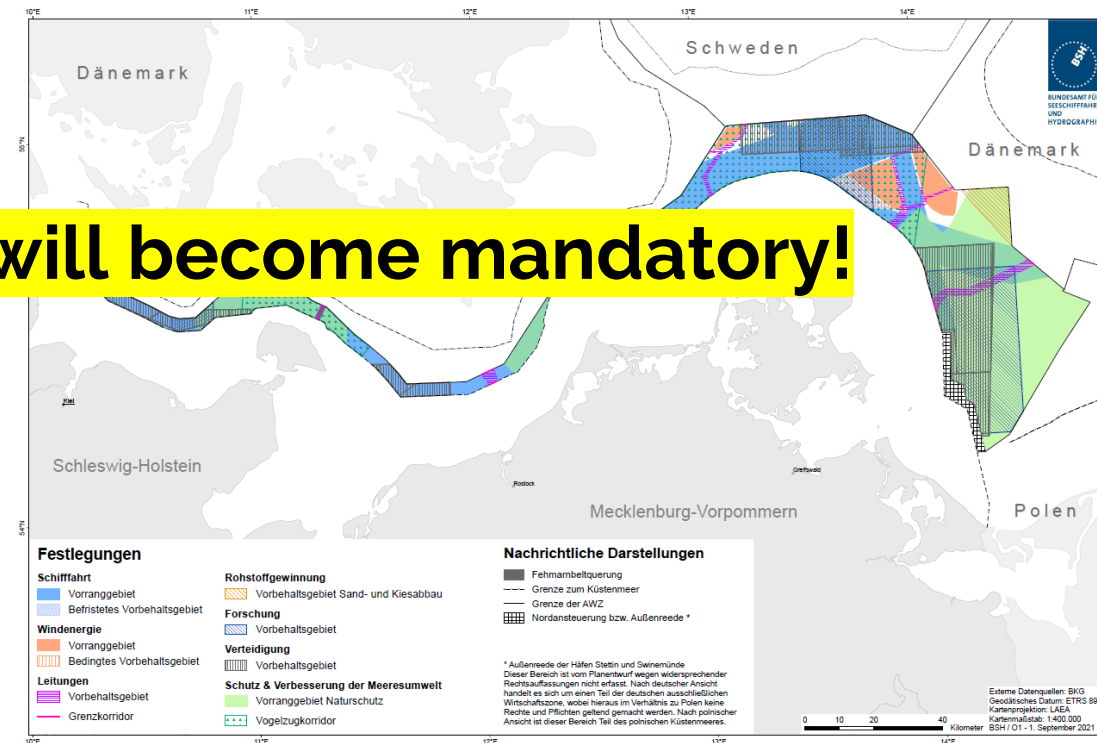 10°E 11°E 12°E 13°E 14°E
Schweden
Dänemark
BSH
BUNDESAMT FÜR
SEESCHIFFFAHRT
UND
HYDROGRAPHIE
55°N
Dänemark
will become mandatory!
Kiel
Schleswig-Holstein
Greifswald
Rostock
Mecklenburg-Vorpommern
Polen
54°N
Festlegungen
Schifffahrt
Vorranggebiet
Befristetes Vorbehaltsgebiet
Windenergie
Vorranggebiet
Bedingtes Vorbehaltsgebiet
Leitungen
Vorbehaltsgebiet
Grenzkorridor
Rohstoffgewinnung
Vorbehaltsgebiet Sand- und Kiesabbau
Forschung
Vorbehaltsgebiet
Verteidigung
Vorbehaltsgebiet
Schutz & Verbesserung der Meeresumwelt
Vorranggebiet Naturschutz
Vogelzugkorridor
Nachrichtliche Darstellungen
Fehmarnbeltquerung
Grenze zum Küstenmeer
Grenze der AWZ
Nordansteuerung bzw. Außenreede *
* Außenreede der Häfen Stettin und Swinemünde
Dieser Bereich ist vom Planentwurf wegen widersprechender
Rechtsauffassungen nicht erfasst. Nach deutscher Ansicht
handelt es sich um einen Teil der deutschen ausschließlichen
Wirtschaftszone, wobei hieraus im Verhältnis zu Polen keine
Rechte und Pflichten geltend gemacht werden. Nach polnischer
Ansicht ist dieser Bereich Teil des polnischen Küstenmeeres.
0 10 20 40
Kilometer
Externe Datenquellen: BKG
Geodätisches Datum: ETRS 89
Kartenprojektion: LAEA
Kartenmaßstab: 1:400.000
BSH / O1 - 1. September 2021
10°E 11°E 12°E 13°E 14°E